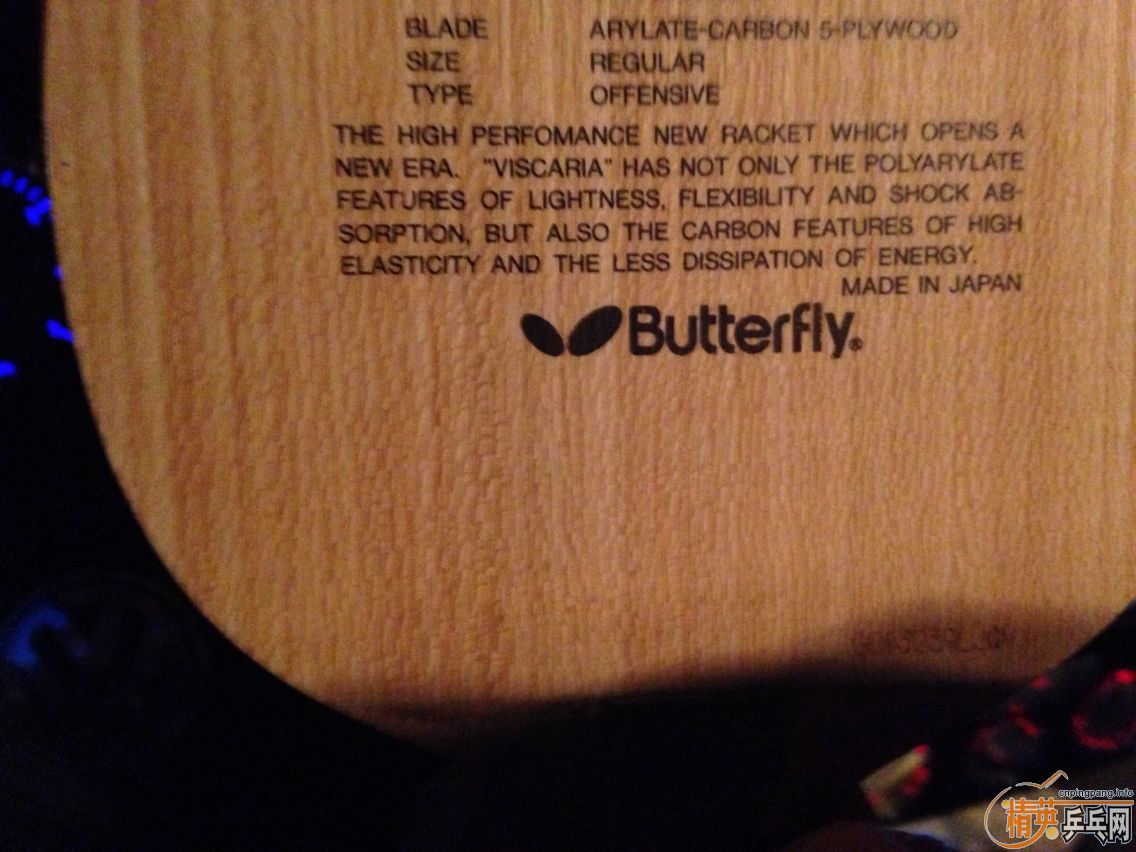 BLADE ARYLATE-CARBON 5-PLYWOOD
SIZE REGULAR
TYPE OFFENSIVE
THE HIGH PERFOMANCE NEW RACKET WHICH OPENS A
NEW ERA. "VISCARIA" HAS NOT ONLY THE POLYARYLATE
FEATURES OF LIGHTNESS, FLEXIBILITY AND SHOCK AB-
SORPTION, BUT ALSO THE CARBON FEATURES OF HIGH
ELASTICITY AND THE LESS DISSIPATION OF ENERGY.
MADE IN JAPAN
Butterfly®
cnpingpang.info
精英乒乓网